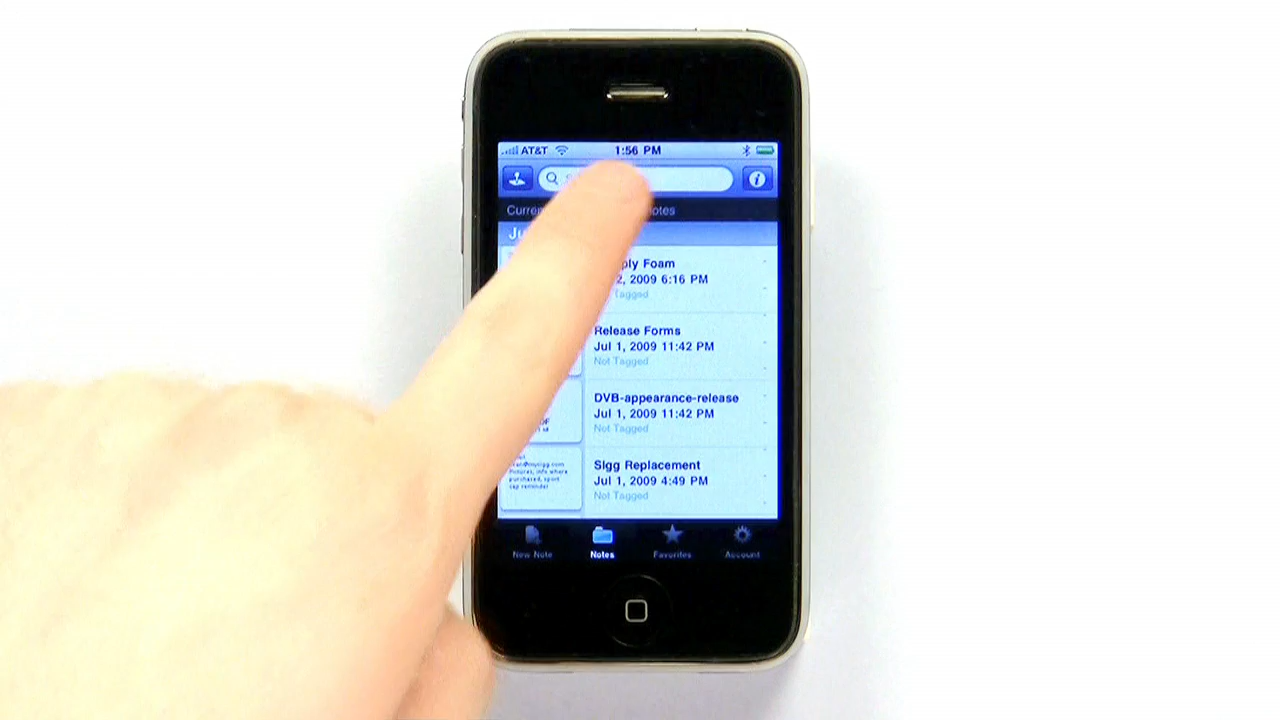 AT&T
1:56 PM
Ju
ply Foam
2, 2009 6:16 PM
Tagged
Release Forms
Jul 1, 2009 11:42 PM
Not Tagged
DVB-appearance-release
Jul 1, 2009 11:42 PM
Not Tagged
SIgg Replacement
Jul 1, 2009 4:49 PM
Not Tagged
New Note
Notes
Favorites
Account